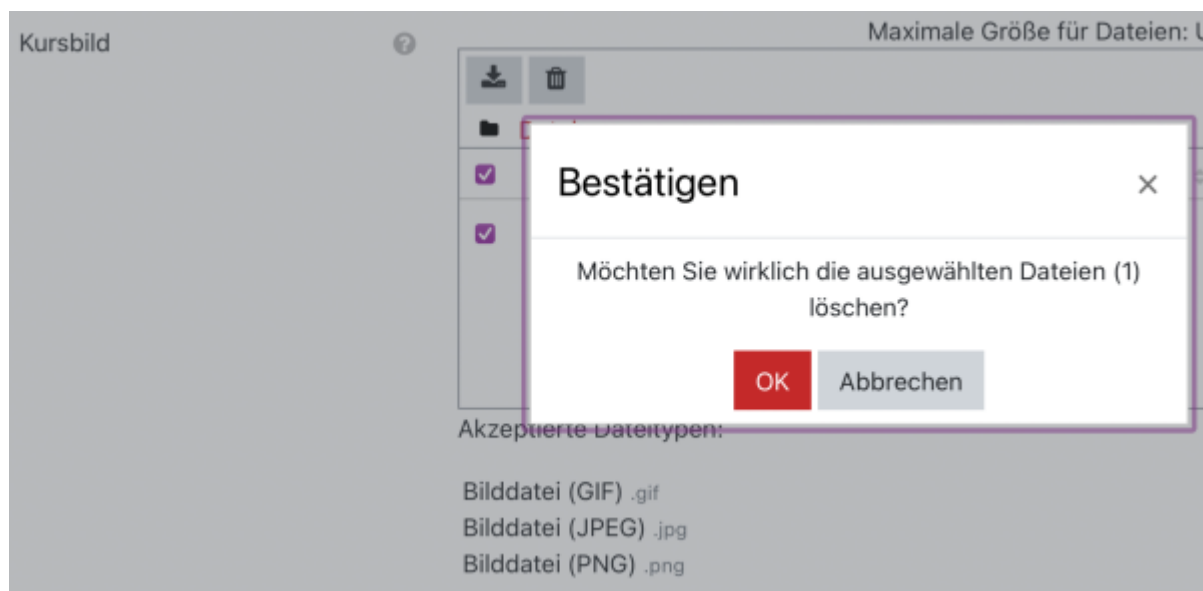 Kursbild
Maximale Größe für Dateien:
Bestätigen
Möchten Sie wirklich die ausgewählten Dateien (1)
löschen?
OK Abbrechen
Akzeptierte Dateitypen:
Bilddatei (GIF) .gif
Bilddatei (JPEG) .jpg
Bilddatei (PNG) .png